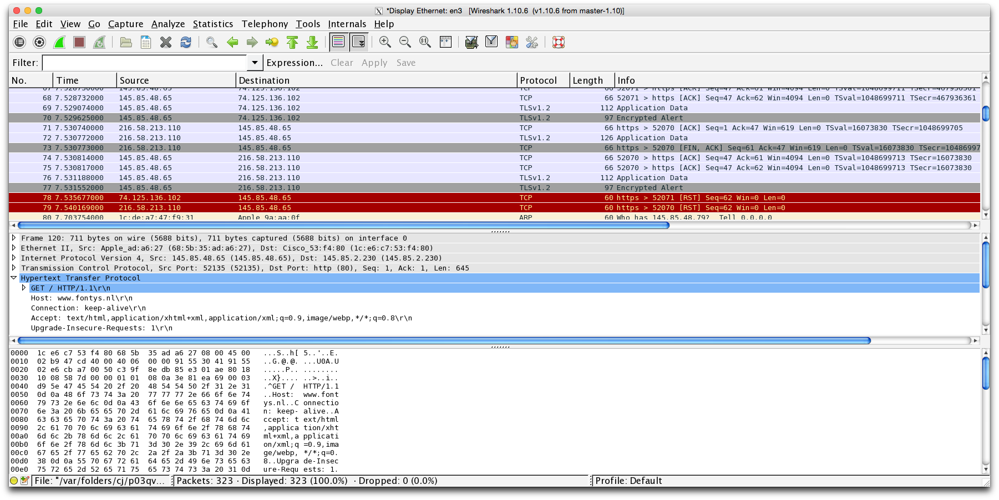 *Display Ethernet: en3   [Wireshark 1.10.6  (v1.10.6 from master-1.10)]
File Edit View Go Capture Analyze Statistics Telephony Tools Internals Help
Filter: Expression... Clear Apply Save
No. Time Source Destination Protocol Length Info
67 7.528730000 145.85.48.65 74.125.136.102 TCP 66 52071 > https [ACK] Seq=47 Ack=61 Win=4094 Len=0 TSval=1048699711 TSecr=467936361
68 7.528732000 145.85.48.65 74.125.136.102 TCP 66 52071 > https [ACK] Seq=47 Ack=62 Win=4094 Len=0 TSval=1048699711 TSecr=467936361
69 7.529074000 145.85.48.65 74.125.136.102 TLSv1.2 112 Application Data
70 7.529625000 145.85.48.65 74.125.136.102 TLSv1.2 97 Encrypted Alert
71 7.530740000 216.58.213.110 145.85.48.65 TCP 66 https > 52070 [ACK] Seq=1 Ack=47 Win=619 Len=0 TSval=16073830 TSecr=1048699705
72 7.530772000 216.58.213.110 145.85.48.65 TLSv1.2 126 Application Data
73 7.530773000 216.58.213.110 145.85.48.65 TCP 66 https > 52070 [FIN, ACK] Seq=61 Ack=47 Win=619 Len=0 TSval=16073830 TSecr=10486997
74 7.530814000 145.85.48.65 216.58.213.110 TCP 66 52070 > https [ACK] Seq=47 Ack=61 Win=4094 Len=0 TSval=1048699713 TSecr=16073830
75 7.530817000 145.85.48.65 216.58.213.110 TCP 66 52070 > https [ACK] Seq=47 Ack=62 Win=4094 Len=0 TSval=1048699713 TSecr=16073830
76 7.531188000 145.85.48.65 216.58.213.110 TLSv1.2 112 Application Data
77 7.531552000 145.85.48.65 216.58.213.110 TLSv1.2 97 Encrypted Alert
78 7.535677000 74.125.136.102 145.85.48.65 TCP 60 https > 52071 [RST] Seq=62 Win=0 Len=0
79 7.540169000 216.58.213.110 145.85.48.65 TCP 60 https > 52070 [RST] Seq=62 Win=0 Len=0
80 7.703754000 1c:de:a7:47:f9:31 Apple_9a:aa:0f ARP 60 Who has 145.85.48.79?  Tell 0.0.0.0
Frame 120: 711 bytes on wire (5688 bits), 711 bytes captured (5688 bits) on interface 0
Ethernet II, Src: Apple_ad:a6:27 (68:5b:35:ad:a6:27), Dst: Cisco_53:f4:80 (1c:e6:c7:53:f4:80)
Internet Protocol Version 4, Src: 145.85.48.65 (145.85.48.65), Dst: 145.85.2.230 (145.85.2.230)
Transmission Control Protocol, Src Port: 52135 (52135), Dst Port: http (80), Seq: 1, Ack: 1, Len: 645
Hypertext Transfer Protocol
GET / HTTP/1.1\r\n
Host: www.fontys.nl\r\n
Connection: keep-alive\r\n
Accept: text/html,application/xhtml+xml,application/xml;q=0.9,image/webp,*/*;q=0.8\r\n
Upgrade-Insecure-Requests: 1\r\n
0000  1c e6 c7 53 f4 80 68 5b  35 ad a6 27 08 00 45 00   ...S..h[ 5..'..E.
0010  02 b9 47 cd 40 00 40 06  00 00 91 55 30 41 91 55   ..G.@.@. ...U0A.U
0020  02 e6 cb a7 00 50 c3 9f  8e db 85 e3 01 ae 80 18   .....P.. ........
0030  10 08 58 7d 00 00 01 01  08 0a 3e 81 ea 69 00 03   ..X}.... ..>..i..
0040  d9 5e 47 45 54 20 2f 20  48 54 54 50 2f 31 2e 31   .^GET /  HTTP/1.1
0050  0d 0a 48 6f 73 74 3a 20  77 77 77 2e 66 6f 6e 74   ..Host:  www.font
0060  79 73 2e 6e 6c 0d 0a 43  6f 6e 6e 65 63 74 69 6f   ys.nl..C onnectio
0070  6e 3a 20 6b 65 65 70 2d  61 6c 69 76 65 0d 0a 41   n: keep- alive..A
0080  63 63 65 70 74 3a 20 74  65 78 74 2f 68 74 6d 6c   ccept: t ext/html
0090  2c 61 70 70 6c 69 63 61  74 69 6f 6e 2f 78 68 74   ,applica tion/xht
00a0  6d 6c 2b 78 6d 6c 2c 61  70 70 6c 69 63 61 74 69   ml+xml,a pplicati
00b0  6f 6e 2f 78 6d 6c 3b 71  3d 30 2e 39 2c 69 6d 61   on/xml;q =0.9,ima
00c0  67 65 2f 77 65 62 70 2c  2a 2f 2a 3b 71 3d 30 2e   ge/webp, */*;q=0.
00d0  38 0d 0a 55 70 67 72 61  64 65 2d 49 6e 73 65 63   8..Upgra de-Insec
00e0  75 72 65 2d 52 65 71 75  65 73 74 73 3a 20 31 0d   ure-Requ ests: 1.
File: "/var/folders/cj/p03qv... Packets: 323 · Displayed: 323 (100.0%)  · Dropped: 0 (0.0%) Profile: Default